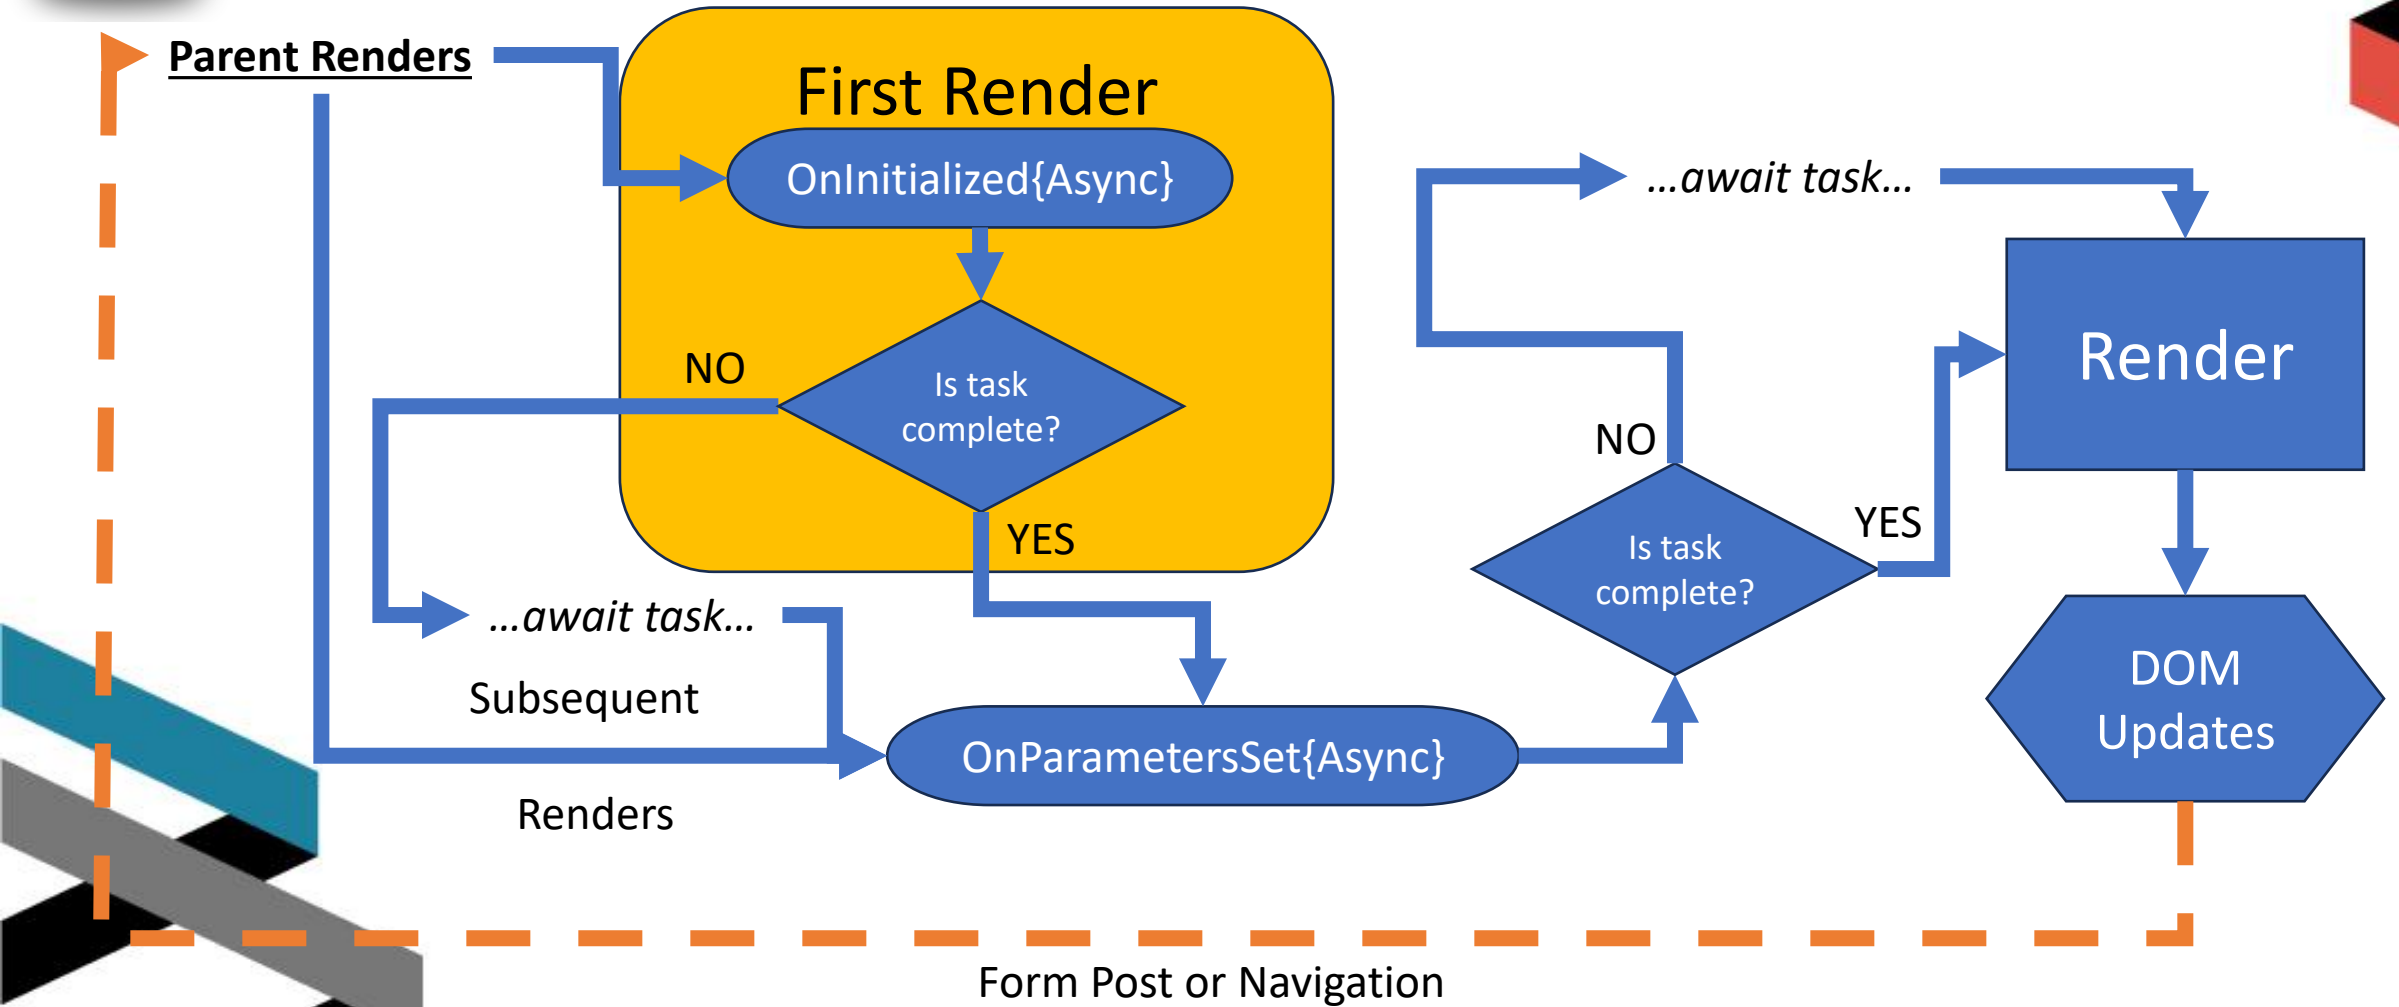 Parent Renders
First Render
OnInitialized{Async}
Is task
complete?
NO
YES
...await task...
Subsequent
Renders
OnParametersSet{Async}
Is task
complete?
NO
YES
...await task...
Render
DOM
Updates
Form Post or Navigation